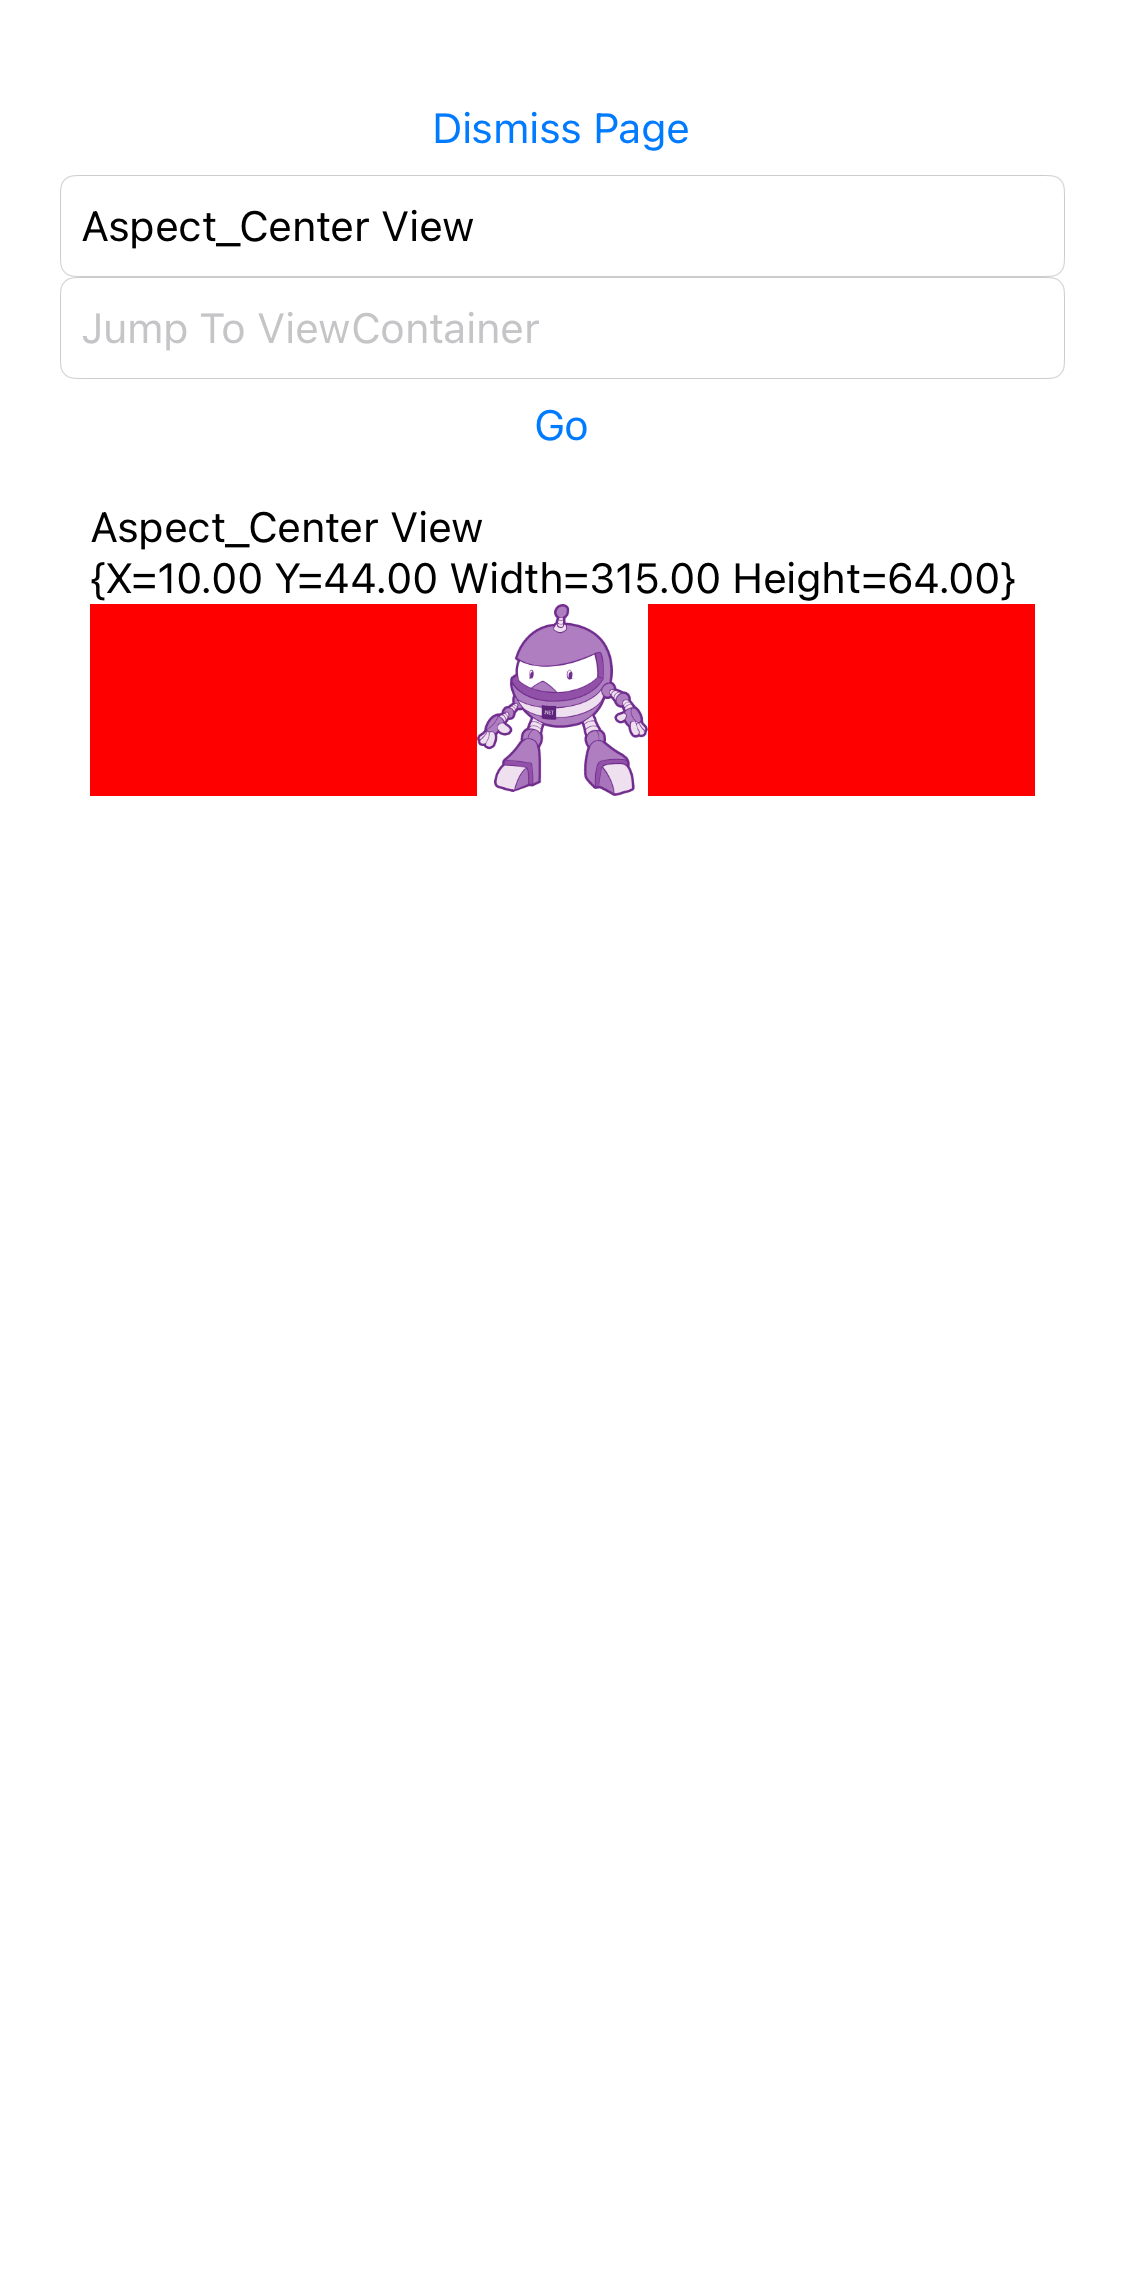 Dismiss Page
Aspect_Center View
Jump To ViewContainer
Go
Aspect_Center View
{X=10.00 Y=44.00 Width=315.00 Height=64.00}
.NET